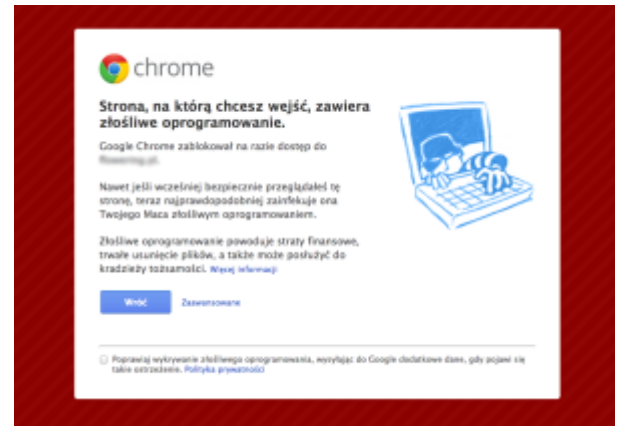 chrome
Strona, na którą chcesz wejść, zawiera
złośliwe oprogramowanie.
Google Chrome zablokował na razie dostęp do
Nawet jeśli wcześniej bezpiecznie przeglądałeś tę
stronę, teraz najprawdopodobniej zainfekuje ona
Twojego Maca złośliwym oprogramowaniem.
Złośliwe oprogramowanie powoduje straty finansowe,
trwałe usunięcie plików, a także może posłużyć do
kradzieży tożsamości. Więcej informacji
Wróć Zaawansowane
Poprawiaj wykrywanie złośliwego oprogramowania, wysyłając do Google dodatkowe dane, gdy pojawi się
takie ostrzeżenie. Polityka prywatności